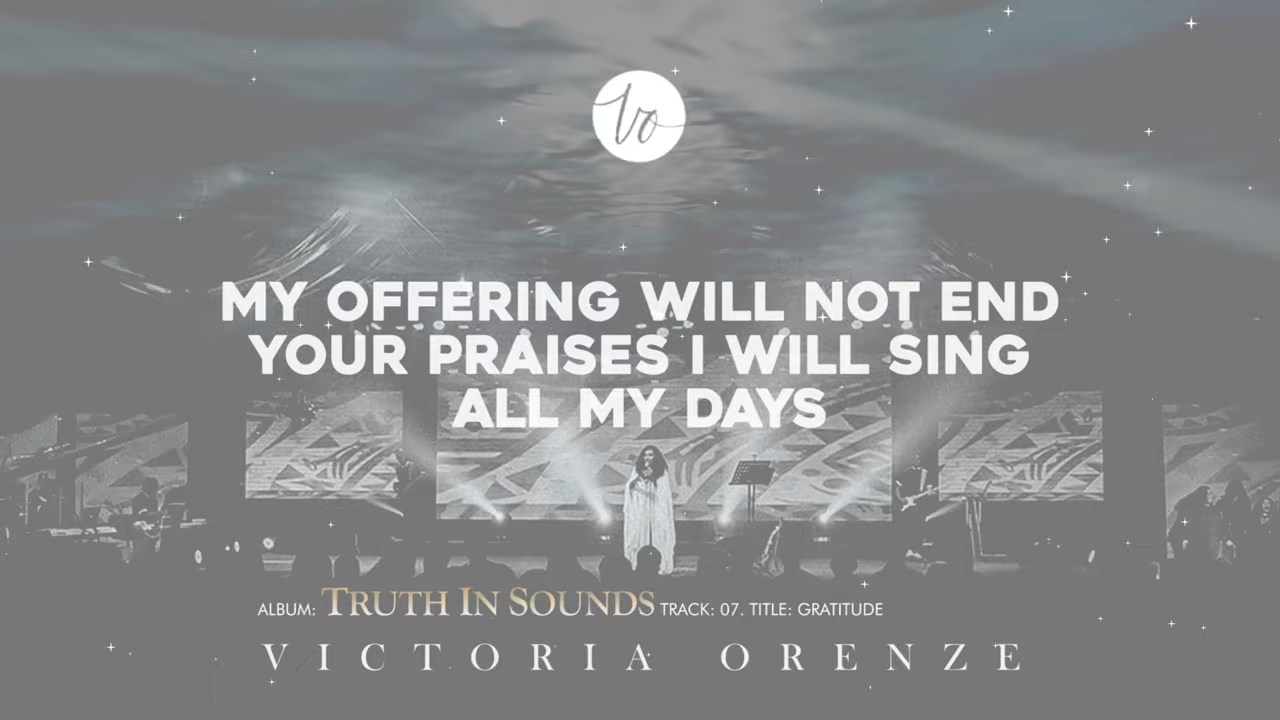 Vo
MY OFFERING WILL NOT END
YOUR PRAISES I WILL SING
ALL MY DAYS
ALBUM: TRUTH IN SOUNDS TRACK: 07. TITLE: GRATITUDE
VICTORIA ORENZE